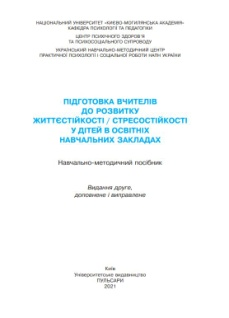 НАЦІОНАЛЬНИЙ УНІВЕРСИТЕТ «КИЄВО-МОГИЛЯНСЬКА АКАДЕМІЯ»
КАФЕДРА ПСИХОЛОГІЇ ТА ПЕДАГОГІКИ
ЦЕНТР ПСИХІЧНОГО ЗДОРОВ'Я
ТА ПСИХОСОЦІАЛЬНОГО СУПРОВОДУ
УКРАЇНСЬКИЙ НАВЧАЛЬНО-МЕТОДИЧНИЙ ЦЕНТР
ПРАКТИЧНОЇ ПСИХОЛОГІЇ І СОЦІАЛЬНОЇ РОБОТИ НАПН УКРАЇНИ
ПІДГОТОВКА ВЧИТЕЛІВ
ДО РОЗВИТКУ
ЖИТТЄСТІЙКОСТІ / СТРЕСОСТІЙКОСТІ
У ДІТЕЙ В ОСВІТНІХ
НАВЧАЛЬНИХ ЗАКЛАДАХ
Навчально-методичний посібник
Видання друге,
доповнене і виправлене
Київ
Університетське видавництво
ПУЛЬСАРИ
2021